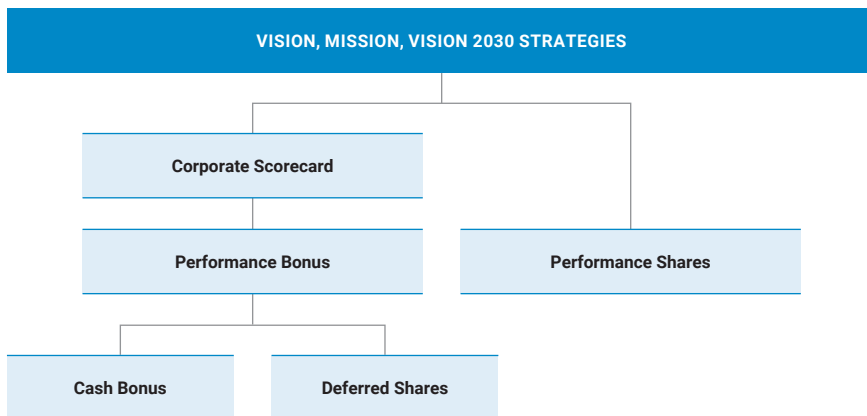 VISION, MISSION, VISION 2030 STRATEGIES
Corporate Scorecard
Performance Bonus
Performance Shares
Cash Bonus
Deferred Shares